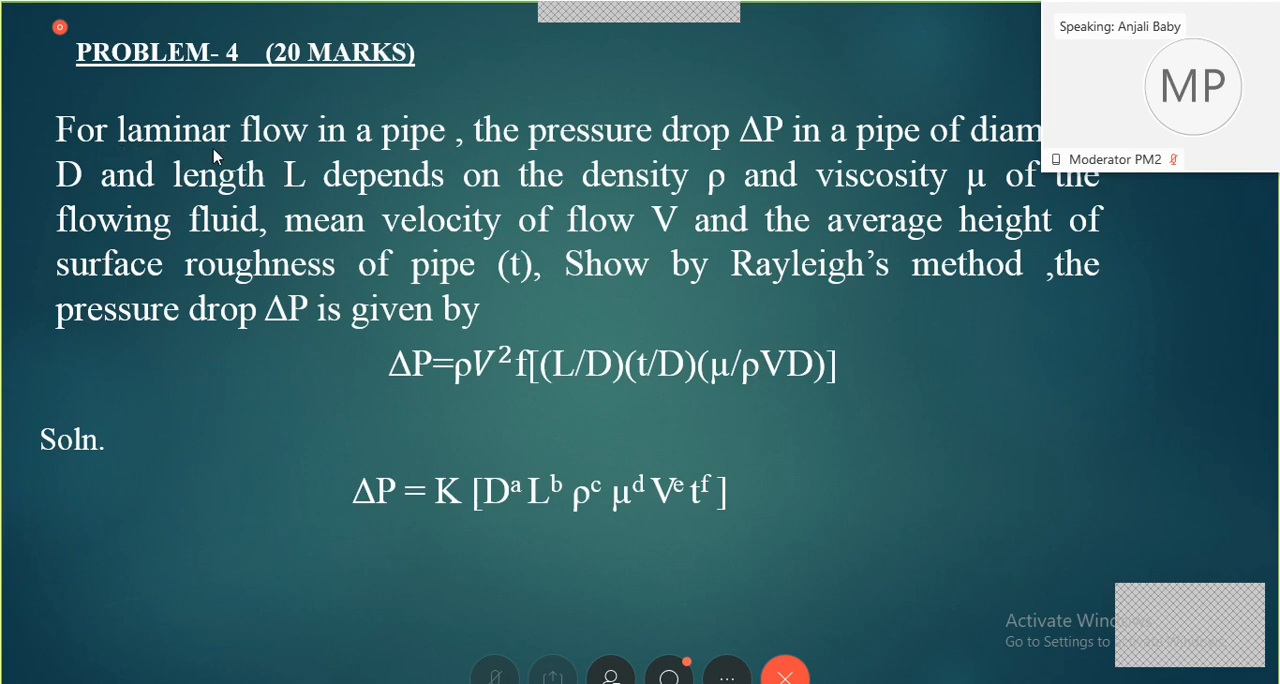 Speaking: Anjali Baby
MP
Moderator PM2
PROBLEM- 4 (20 MARKS)
For laminar flow in a pipe , the pressure drop ΔP in a pipe of
D and length L depends on the density ρ and viscosity μ of the
flowing fluid, mean velocity of flow V and the average height of
surface roughness of pipe (t), Show by Rayleigh’s method ,the
pressure drop ΔP is given by
ΔP=ρV²f[(L/D)(t/D)(μ/ρVD)]
Soln.
ΔP = K [Dᵃ Lᵇ ρᶜ μᵈ Vᵉ tᶠ ]
Activate
Go to Settings to